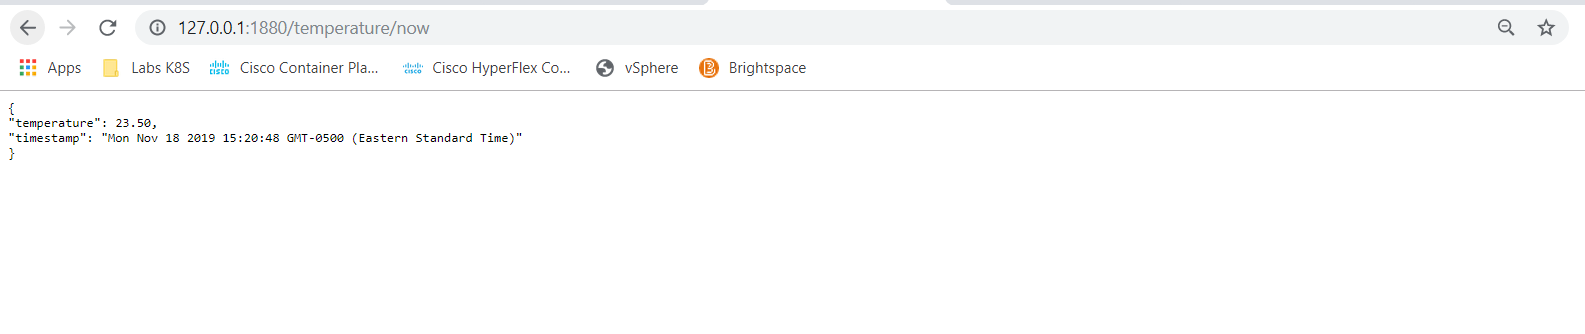 127.0.0.1:1880/temperature/now
Apps Labs K8S Cisco Container Pla... Cisco HyperFlex Co... vSphere Brightspace
{
"temperature": 23.50,
"timestamp": "Mon Nov 18 2019 15:20:48 GMT-0500 (Eastern Standard Time)"
}